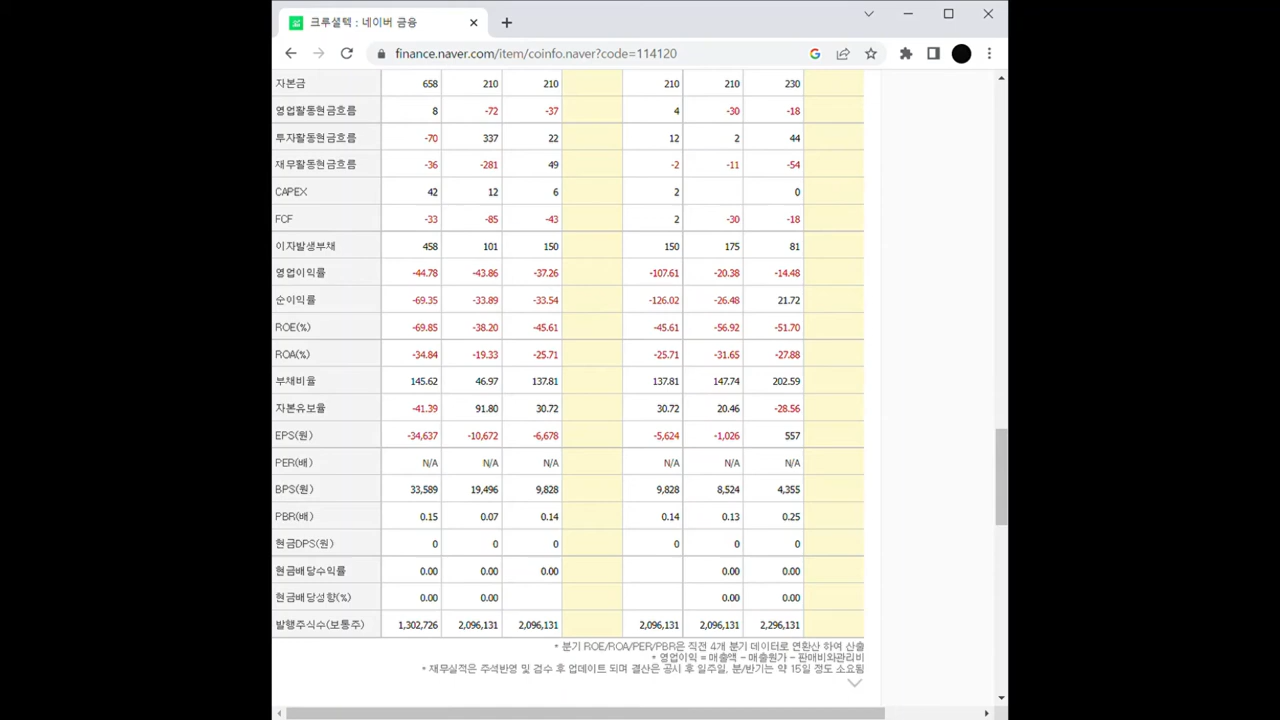 크루셜텍 : 네이버 금융
finance.naver.com/item/coinfo.naver?code=114120
자본금 658 210 210 210 210 230
영업활동현금흐름 8 -72 -37 4 -30 -18
투자활동현금흐름 -70 337 22 12 2 44
재무활동현금흐름 -36 -281 49 -2 -11 -54
CAPEX 42 12 6 2 0
FCF -33 -85 -43 2 -30 -18
이자발생부채 458 101 150 150 175 81
영업이익률 -44.78 -43.86 -37.26 -107.61 -20.38 -14.48
순이익률 -69.35 -33.89 -33.54 -126.02 -26.48 21.72
ROE(%) -69.85 -38.20 -45.61 -45.61 -56.92 -51.70
ROA(%) -34.84 -19.33 -25.71 -25.71 -31.65 -27.88
부채비율 145.62 46.97 137.81 137.81 147.74 202.59
자본유보율 -41.39 91.80 30.72 30.72 20.46 -28.56
EPS(원) -34,637 -10,672 -6,678 -5,624 -1,026 557
PER(배) N/A N/A N/A N/A N/A N/A
BPS(원) 33,589 19,496 9,828 9,828 8,524 4,355
PBR(배) 0.15 0.07 0.14 0.14 0.13 0.25
현금DPS(원) 0 0 0 0 0 0
현금배당수익률 0.00 0.00 0.00 0.00 0.00
현금배당성향(%) 0.00 0.00 0.00 0.00
발행주식수(보통주) 1,302,726 2,096,131 2,096,131 2,096,131 2,096,131 2,296,131
* 분기 ROE/ROA/PER/PBR은 직전 4개 분기 데이터로 연환산 하여 산출
* 영업이익 = 매출액 - 매출원가 - 판매비와관리비
* 재무실적은 주석반영 및 검수 후 업데이트 되며 결산은 공시 후 일주일, 분/반기는 약 15일 정도 소요됨